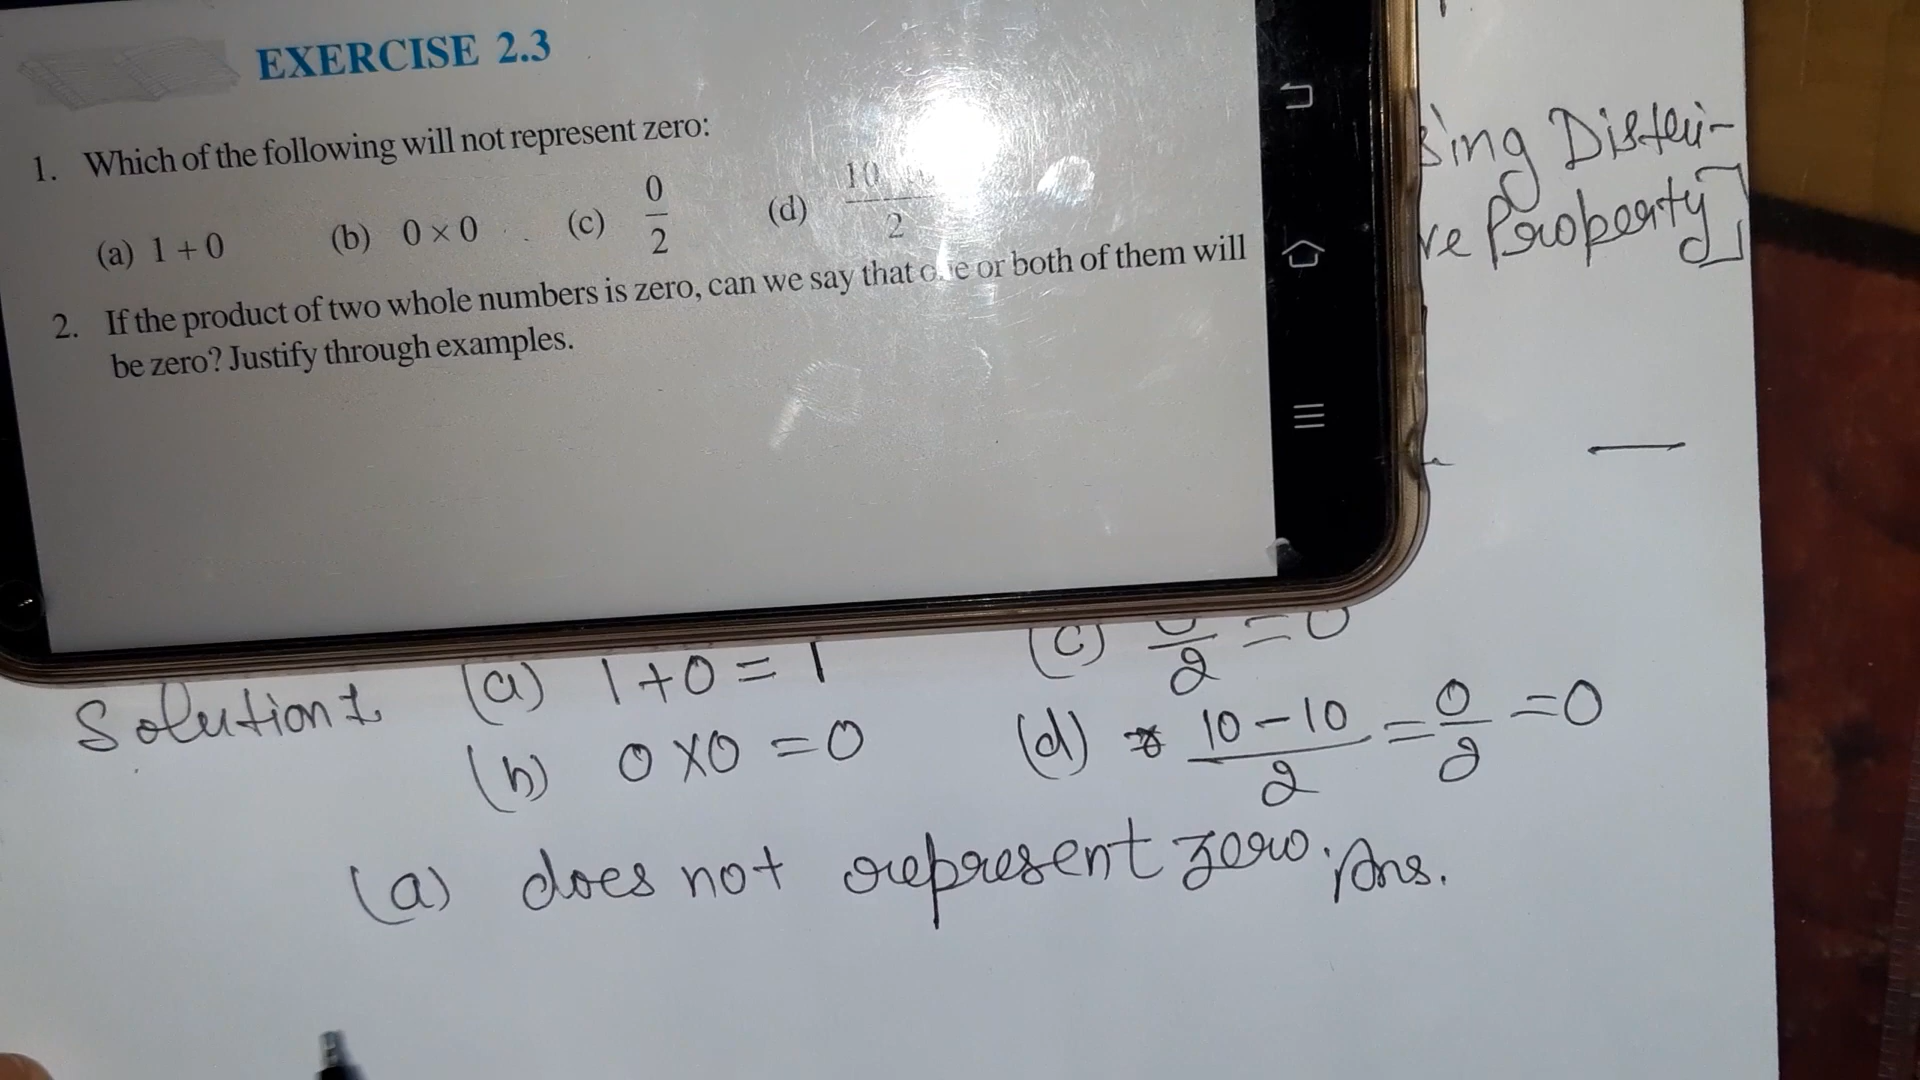 EXERCISE 2.3
1. Which of the following will not represent zero:
(a) 1 + 0 (b) 0 × 0 (c) 0/2 (d) 10 /2
2. If the product of two whole numbers is zero, can we say that or both of them will
be zero? Justify through examples.
Property]
Solution 1. (a) 1+0 = 1 (c) /2 = 0
(b) 0 X 0 = 0 (d) 10-10/2 = 0/2 = 0
(a) does not represent zero. Ans.